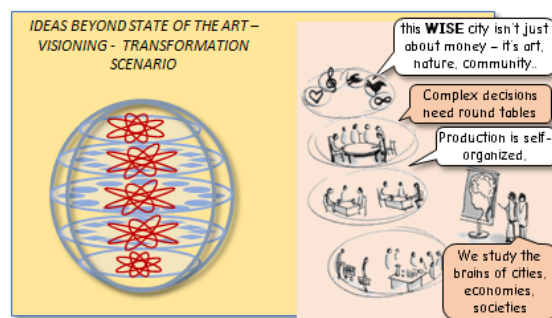 IDEAS BEYOND STATE OF THE ART –
VISIONING - TRANSFORMATION
SCENARIO
this WISE city isn't just
about money – it's art,
nature, community..
Complex decisions
need round tables
Production is self-
organized,
We study the
brains of cities,
economies,
societies